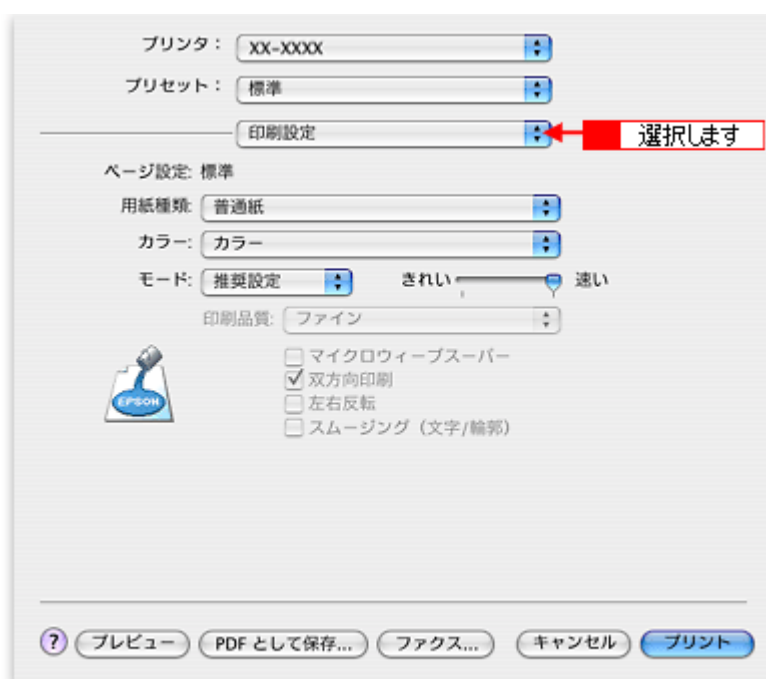 プリンタ： XX-XXXX
プリセット： 標準
印刷設定 選択します
ページ設定: 標準
用紙種類: 普通紙
カラー: カラー
モード: 推奨設定 きれい 速い
印刷品質: ファイン
マイクロウィーブスーパー
双方向印刷
左右反転
スムージング（文字/輪郭）
EPSON
? プレビュー PDF として保存... ファクス... キャンセル プリント